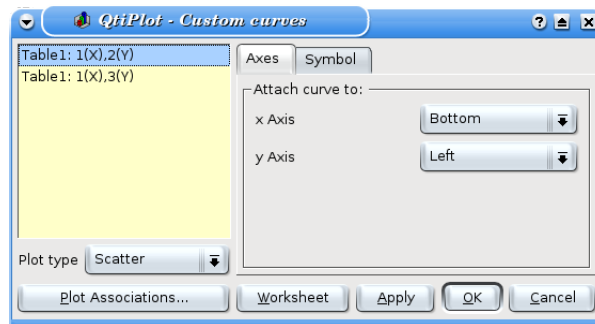 QtiPlot - Custom curves
Table1: 1(X),2(Y)
Table1: 1(X),3(Y)
Plot type Scatter
Plot Associations...
Axes Symbol
Attach curve to:
x Axis Bottom
y Axis Left
Worksheet Apply OK Cancel